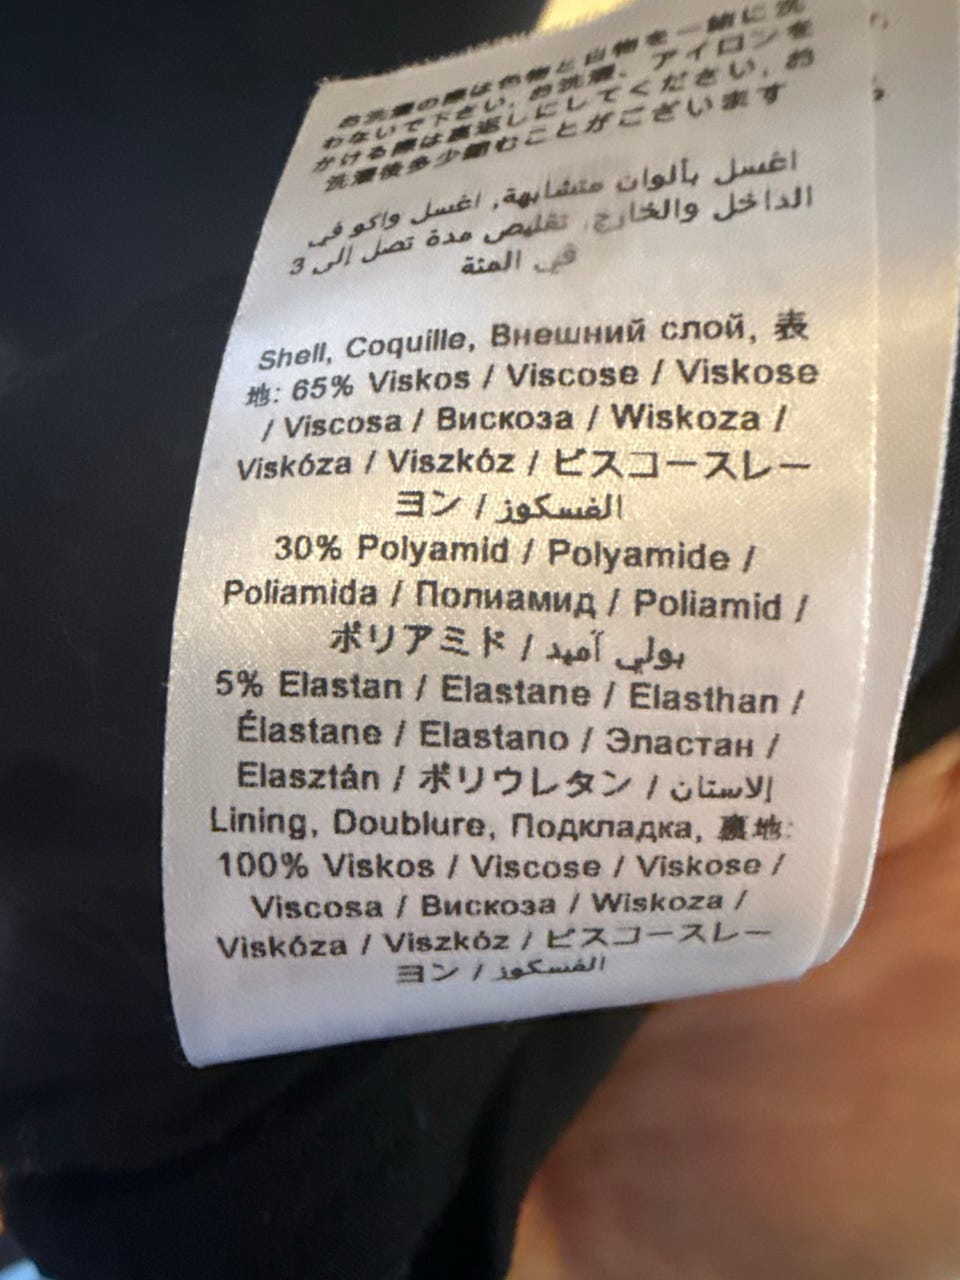 お洗濯の際は色物と白物を一緒に洗
わないで下さい. お洗濯、アイロンを
かける際は裏返しにしてください. お
洗濯後多少縮むことがございます
اغسل بألوان متشابهة, اغسل واكو في
الداخل والخارج, تقليص مدة تصل إلى 3
في المئة
Shell, Coquille, Внешний слой, 表
地: 65% Viskos / Viscose / Viskose
/ Viscosa / Вискоза / Wiskoza /
Viskóza / Viszkóz / ビスコースレー
ヨン / الفسكوز
30% Polyamid / Polyamide /
Poliamida / Полиамид / Poliamid /
ポリアミド / بولي آميد
5% Elastan / Elastane / Elasthan /
Élastane / Elastano / Эластан /
Elasztán / ポリウレタン / إلاستان
Lining, Doublure, Подкладка, 裏地:
100% Viskos / Viscose / Viskose /
Viscosa / Вискоза / Wiskoza /
Viskóza / Viszkóz / ビスコースレー
ヨン / الفسكوز